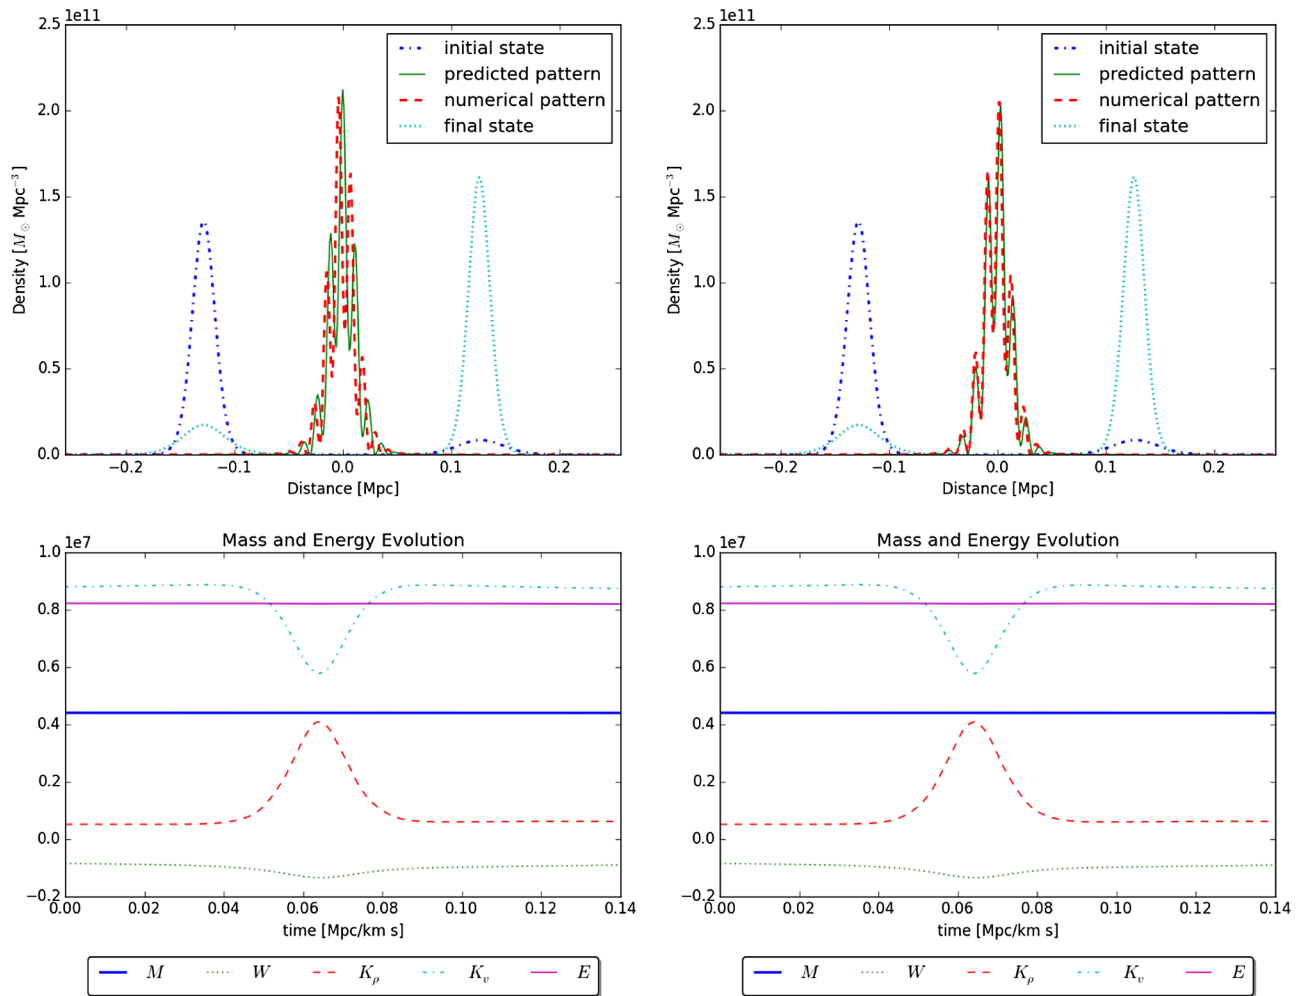 1e11
2.5
2.0
1.5
1.0
0.5
0.0
Density [M⊙ Mpc⁻³]
initial state
predicted pattern
numerical pattern
final state
−0.2 −0.1 0.0 0.1 0.2
Distance [Mpc]
1e11
2.5
2.0
1.5
1.0
0.5
0.0
Density [M⊙ Mpc⁻³]
initial state
predicted pattern
numerical pattern
final state
−0.2 −0.1 0.0 0.1 0.2
Distance [Mpc]
1e7
Mass and Energy Evolution
1.0
0.8
0.6
0.4
0.2
0.0
−0.2
0.00 0.02 0.04 0.06 0.08 0.10 0.12 0.14
time [Mpc/km s]
M W Kρ Kv E
1e7
Mass and Energy Evolution
1.0
0.8
0.6
0.4
0.2
0.0
−0.2
0.00 0.02 0.04 0.06 0.08 0.10 0.12 0.14
time [Mpc/km s]
M W Kρ Kv E